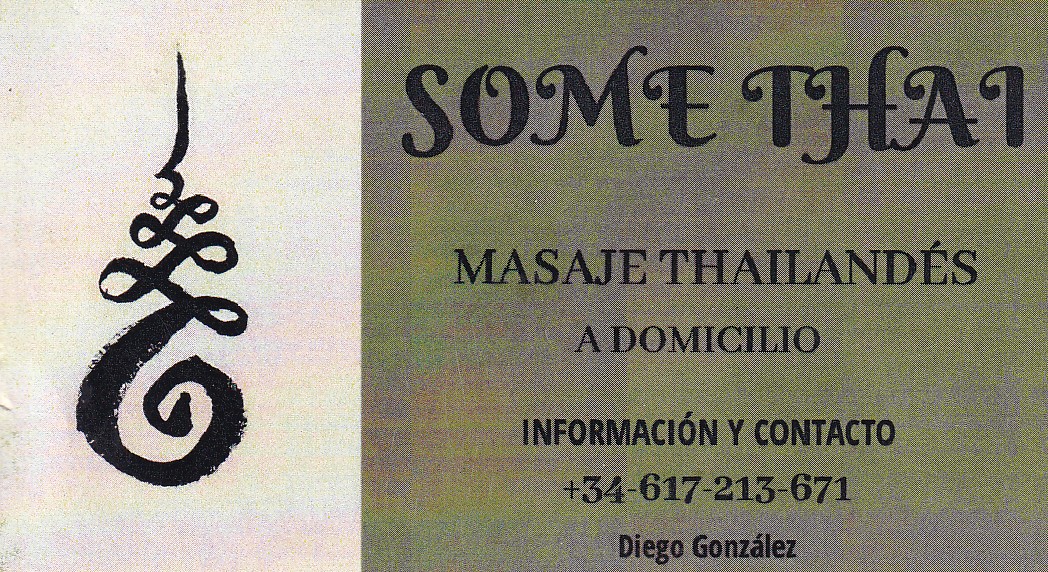 SOME THAI
MASAJE THAILANDÉS
A DOMICILIO
INFORMACIÓN Y CONTACTO
+34-617-213-671
Diego González